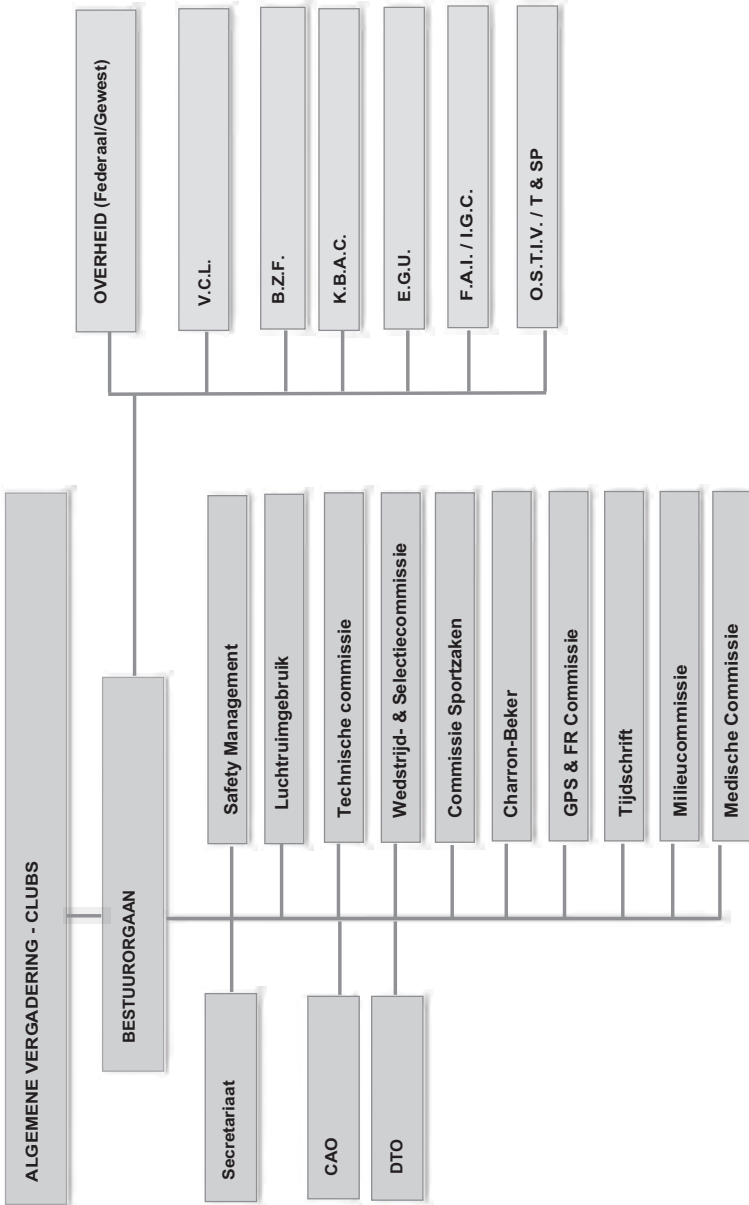 ALGEMENE VERGADERING - CLUBS
BESTUURORGAAN
Secretariaat
CAO
DTO
Safety Management
Luchtruimgebruik
Technische commissie
Wedstrijd- & Selectiecommissie
Commissie Sportzaken
Charron-Beker
GPS & FR Commissie
Tijdschrift
Milieucommissie
Medische Commissie
OVERHEID (Federaal/Gewest)
V.C.L.
B.Z.F.
K.B.A.C.
E.G.U.
F.A.I. / I.G.C.
O.S.T.I.V. / T & SP